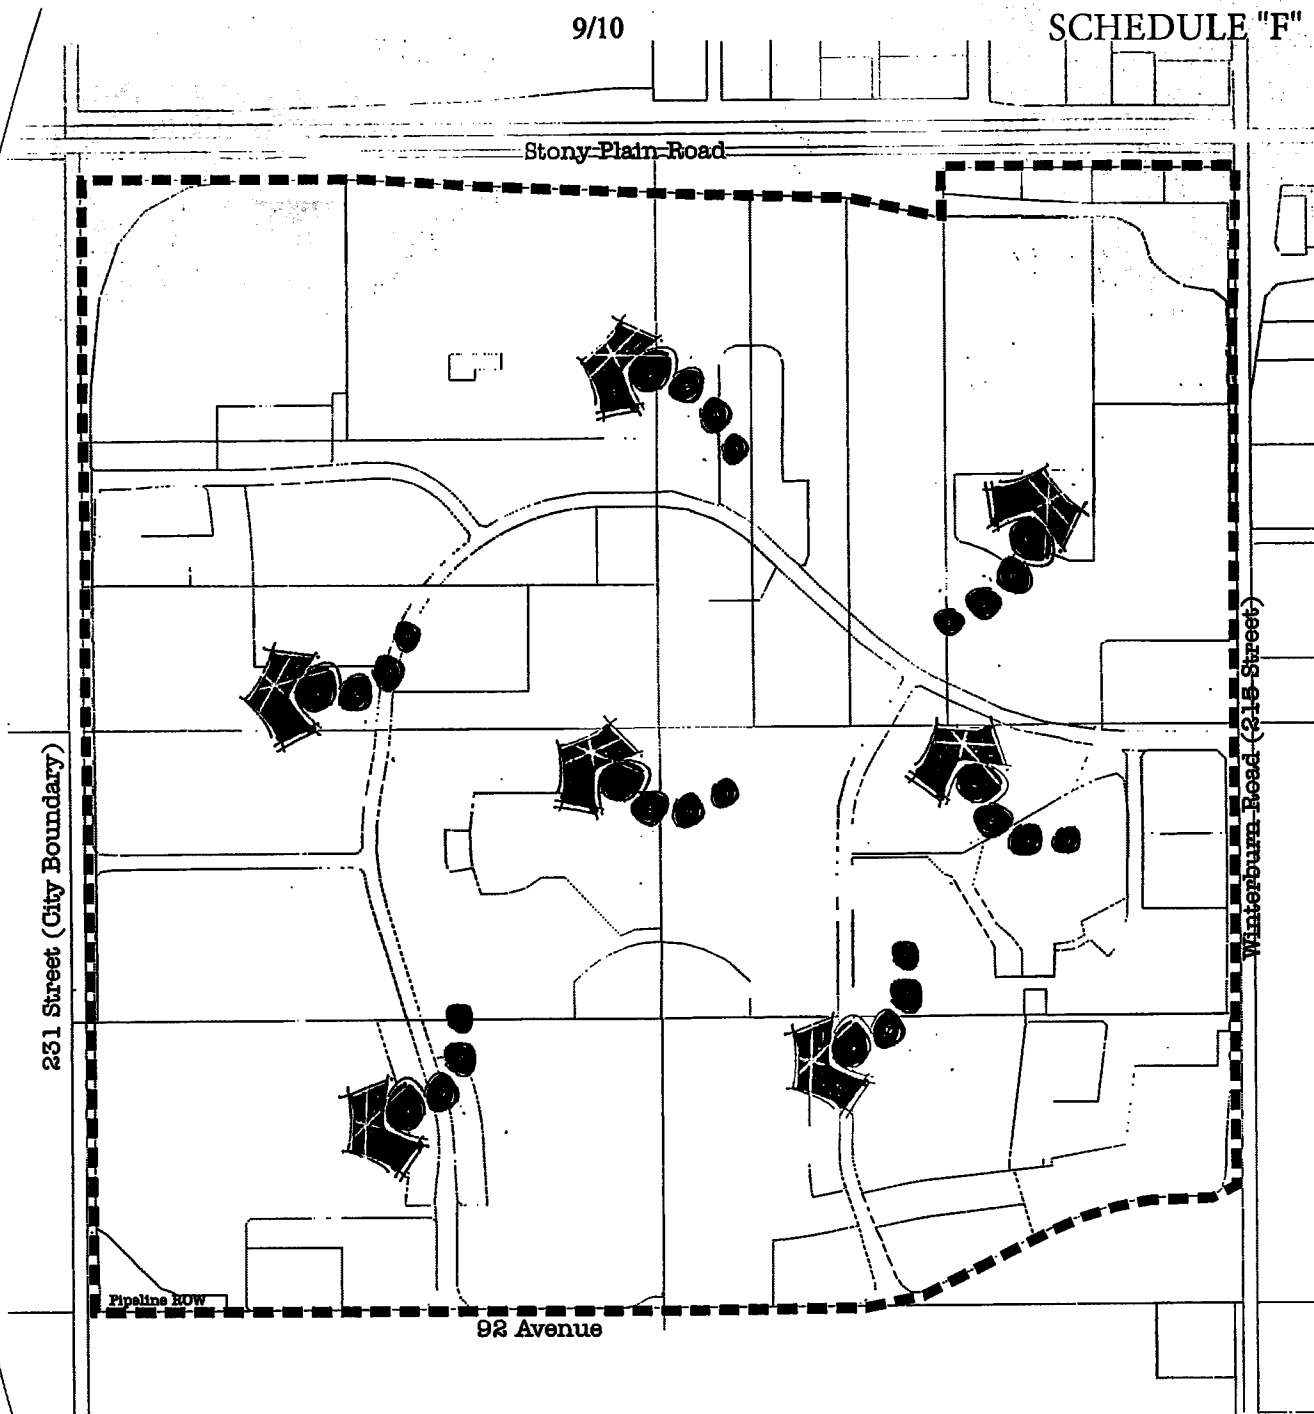 9/10
SCHEDULE "F"
Stony Plain Road
231 Street (City Boundary)
Winterburn Road (215 Street)
Pipeline ROW
92 Avenue